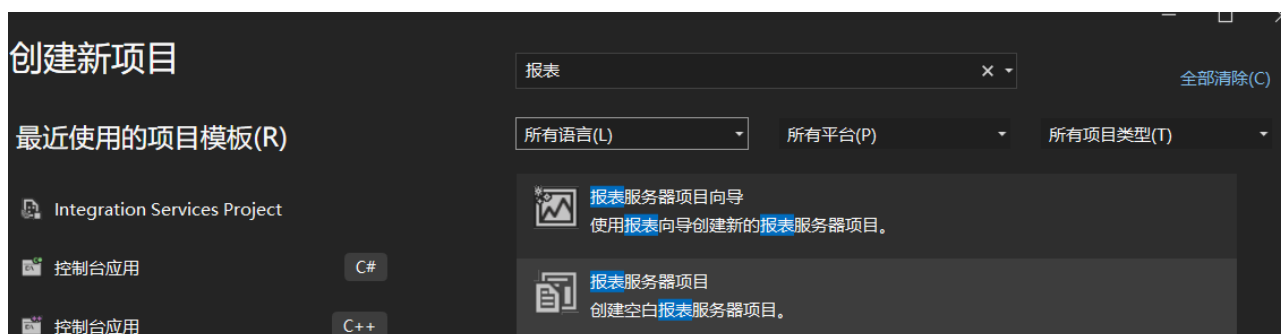 创建新项目
报表
全部清除(C)
最近使用的项目模板(R)
所有语言(L)
所有平台(P)
所有项目类型(T)
Integration Services Project
控制台应用
C#
控制台应用
C++
报表服务器项目向导
使用报表向导创建新的报表服务器项目。
报表服务器项目
创建空白报表服务器项目。